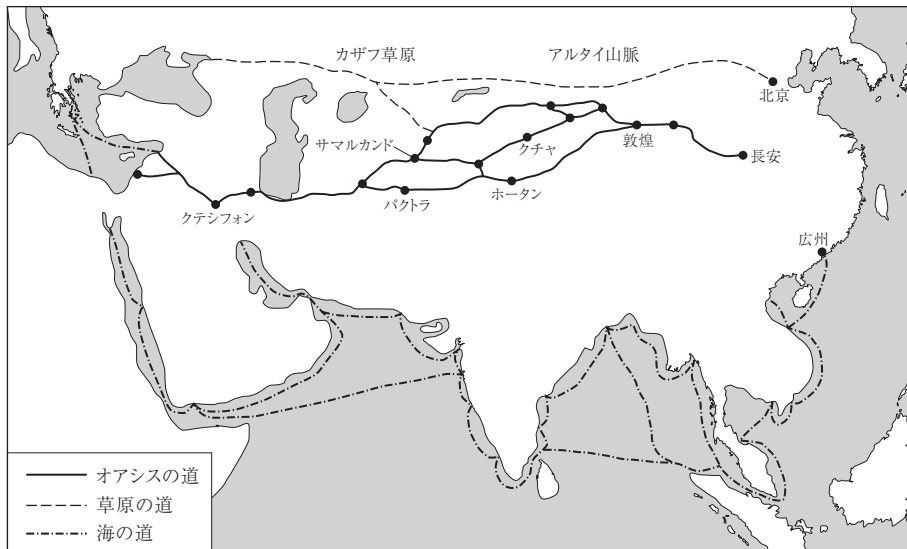 カザフ草原
アルタイ山脈
北京
サマルカンド
クチャ
敦煌
長安
クテシフォン
パクトラ
ホータン
広州
オアシスの道
草原の道
海の道